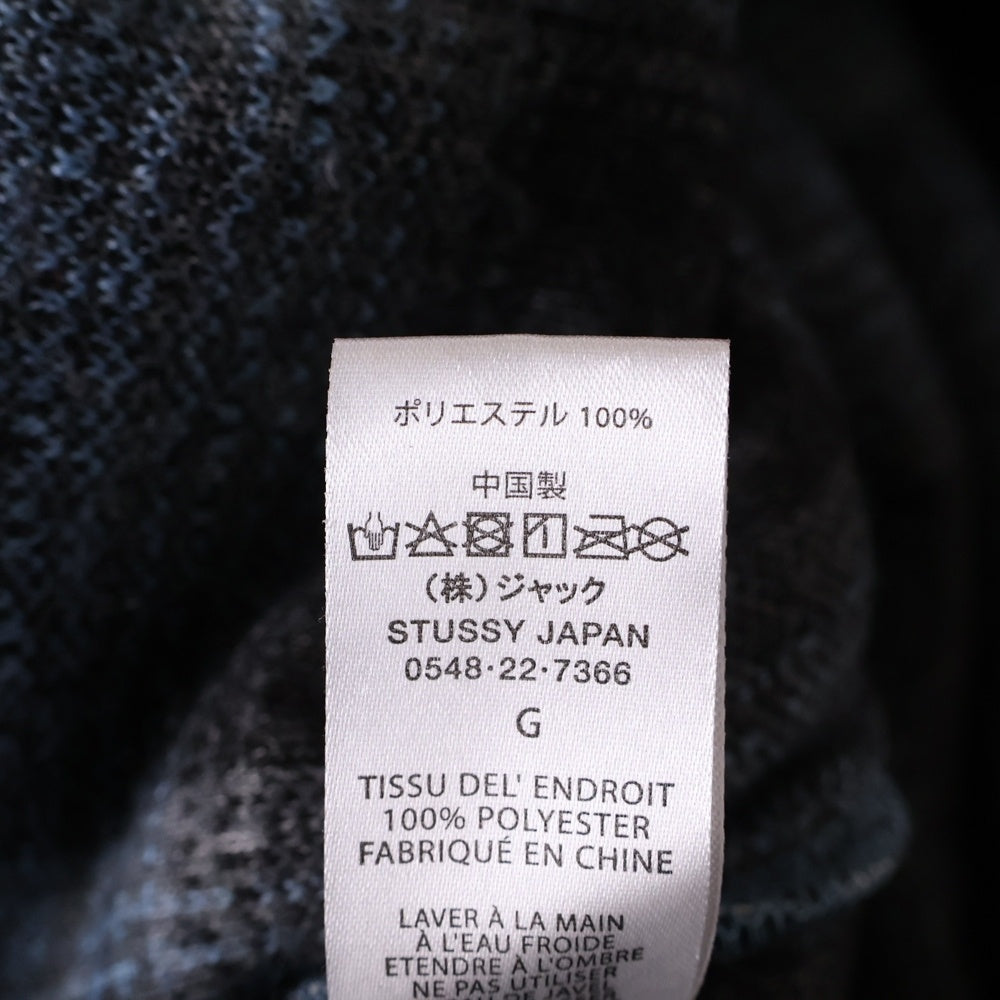 ポリエステル 100%
中国製
(株)ジャック
STUSSY JAPAN
0548·22·7366
G
TISSU DEL' ENDROIT
100% POLYESTER
FABRIQUÉ EN CHINE
LAVER À LA MAIN
À L'EAU FROIDE
ETENDRE À L'OMBRE
NE PAS UTILISER
DE JAVEL